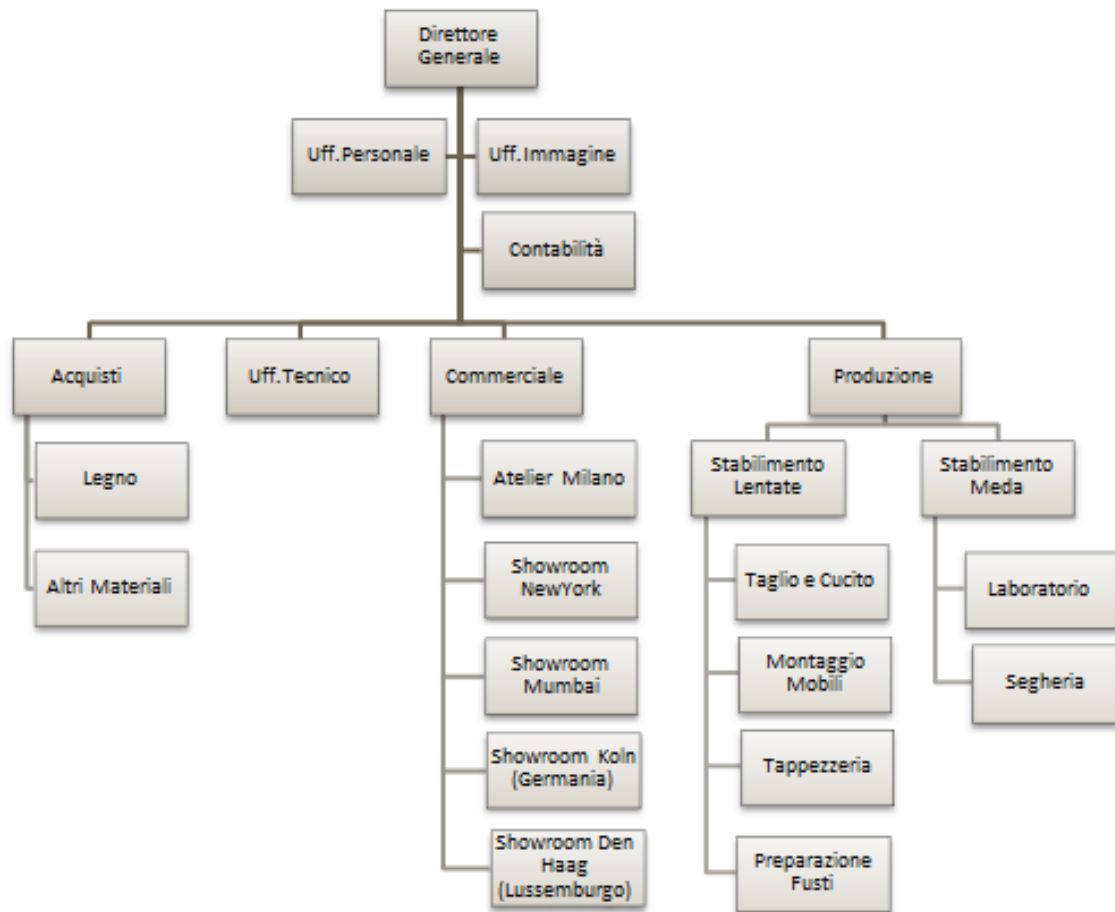 Direttore
Generale
Uff.Personale
Uff.Immagine
Contabilità
Acquisti
Uff.Tecnico
Commerciale
Produzione
Legno
Altri Materiali
Atelier Milano
Showroom
NewYork
Showroom
Mumbai
Showroom Koln
(Germania)
Showroom Den
Haag
(Lussemburgo)
Stabilimento
Lentate
Stabilimento
Meda
Taglio e Cucito
Montaggio
Mobili
Tappezzeria
Preparazione
Fusti
Laboratorio
Segheria